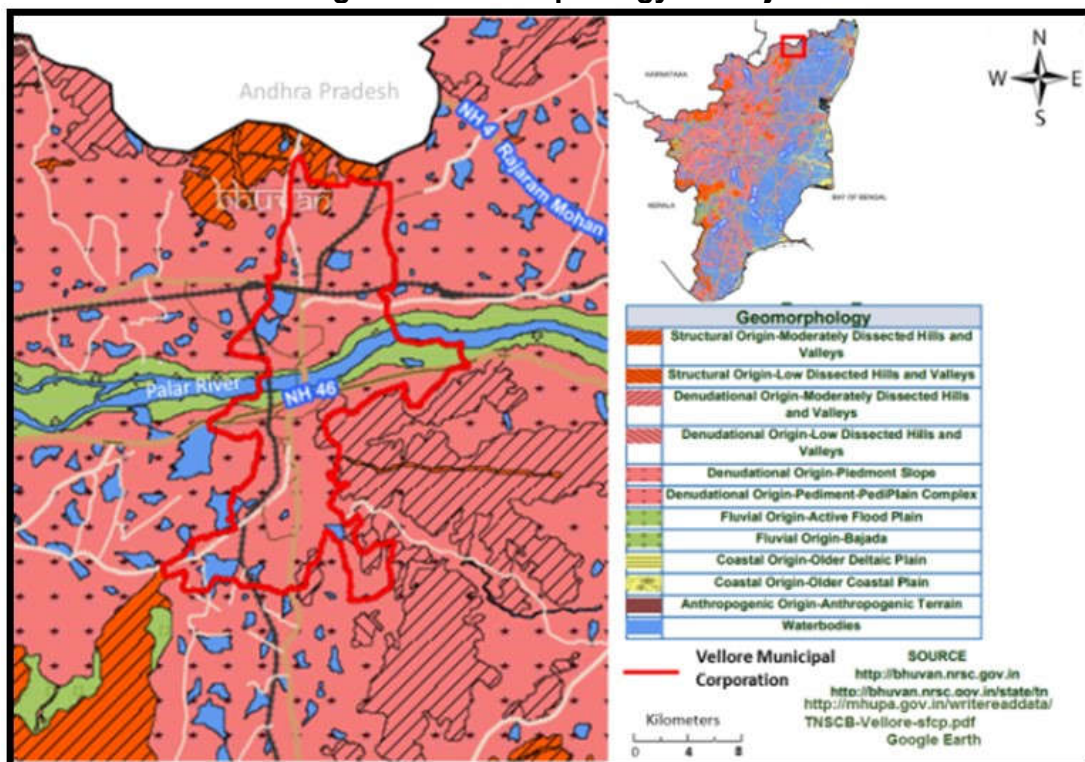 Andhra Pradesh
NH 4
Rajaram Mohan
bhuvan
Palar River
NH 46
KARNATAKA
KERALA
BAY OF BENGAL
N
W E
S
Geomorphology
Structural Origin-Moderately Dissected Hills and
Valleys
Structural Origin-Low Dissected Hills and Valleys
Denudational Origin-Moderately Dissected Hills
and Valleys
Denudational Origin-Low Dissected Hills and
Valleys
Denudational Origin-Piedmont Slope
Denudational Origin-Pediment-PediPlain Complex
Fluvial Origin-Active Flood Plain
Fluvial Origin-Bajada
Coastal Origin-Older Deltaic Plain
Coastal Origin-Older Coastal Plain
Anthropogenic Origin-Anthropogenic Terrain
Waterbodies
Vellore Municipal
Corporation
Kilometers
0 4 8
SOURCE
http://bhuvan.nrsc.gov.in
http://bhuvan.nrsc.gov.in/state/tn
http://mhupa.gov.in/writereaddata/
TNSCB-Vellore-sfcp.pdf
Google Earth